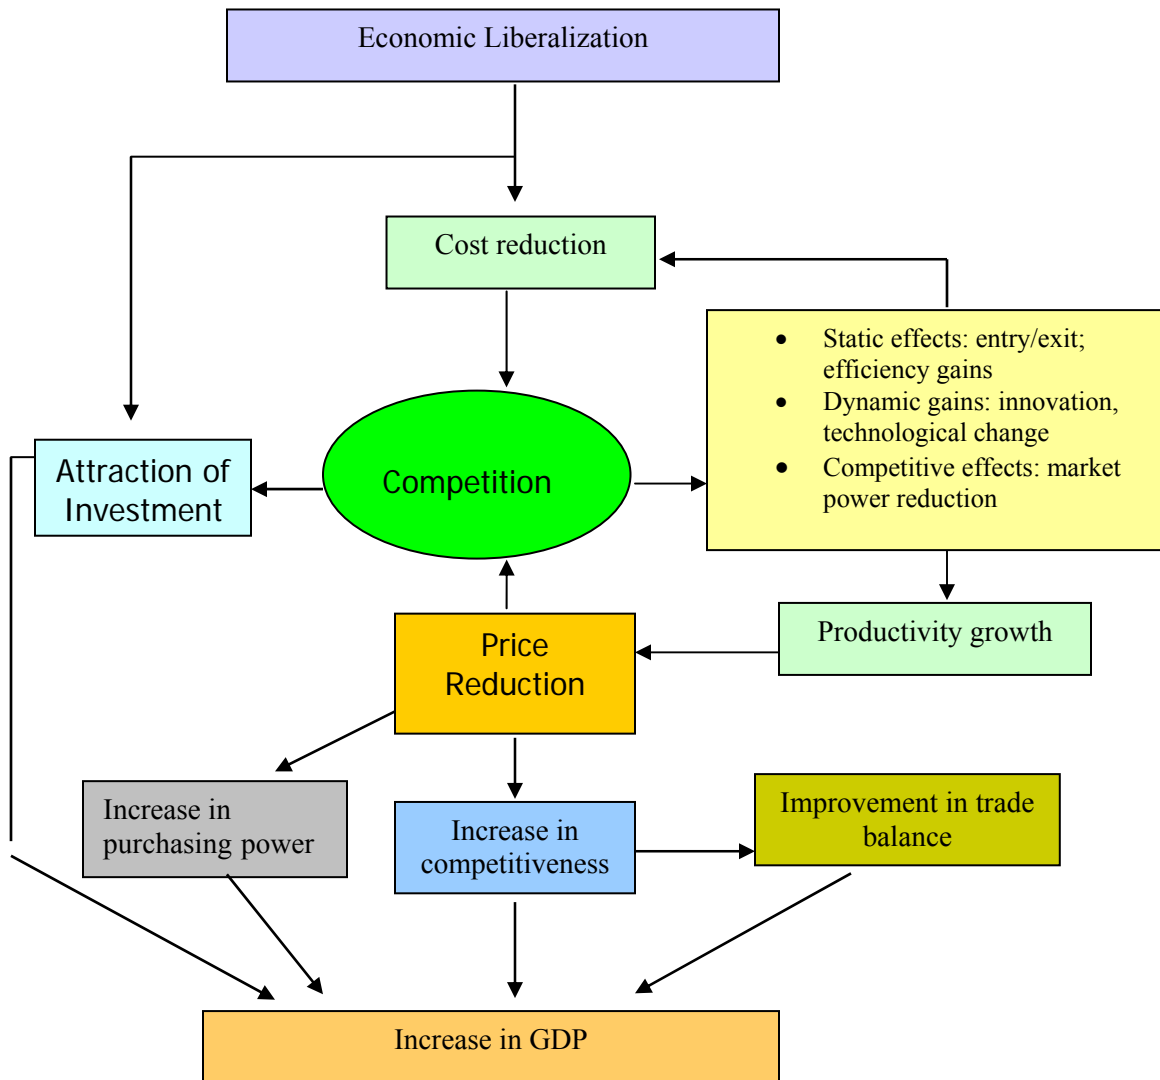 Economic Liberalization
Cost reduction
• Static effects: entry/exit;
efficiency gains
• Dynamic gains: innovation,
technological change
• Competitive effects: market
power reduction
Attraction of
Investment
Competition
Productivity growth
Price
Reduction
Increase in
purchasing power
Increase in
competitiveness
Improvement in trade
balance
Increase in GDP